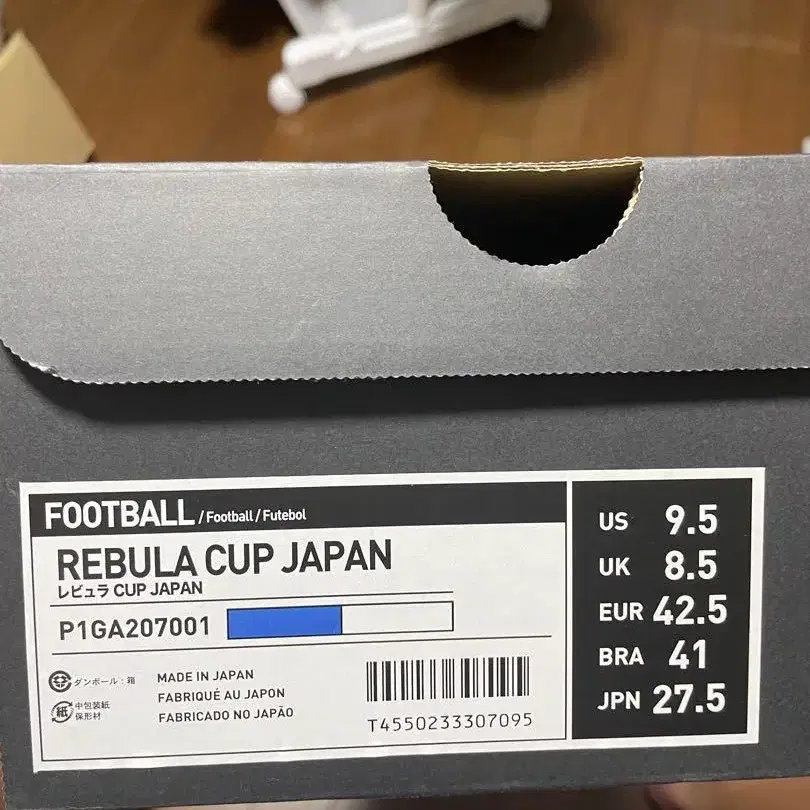 FOOTBALL / Football / Futebol
REBULA CUP JAPAN
レビュラ CUP JAPAN
P1GA207001
ダンボール：箱
中包装紙
保形材
紙
MADE IN JAPAN
FABRIQUÉ AU JAPON
FABRICADO NO JAPÃO
T4550233307095
US 9.5
UK 8.5
EUR 42.5
BRA 41
JPN 27.5